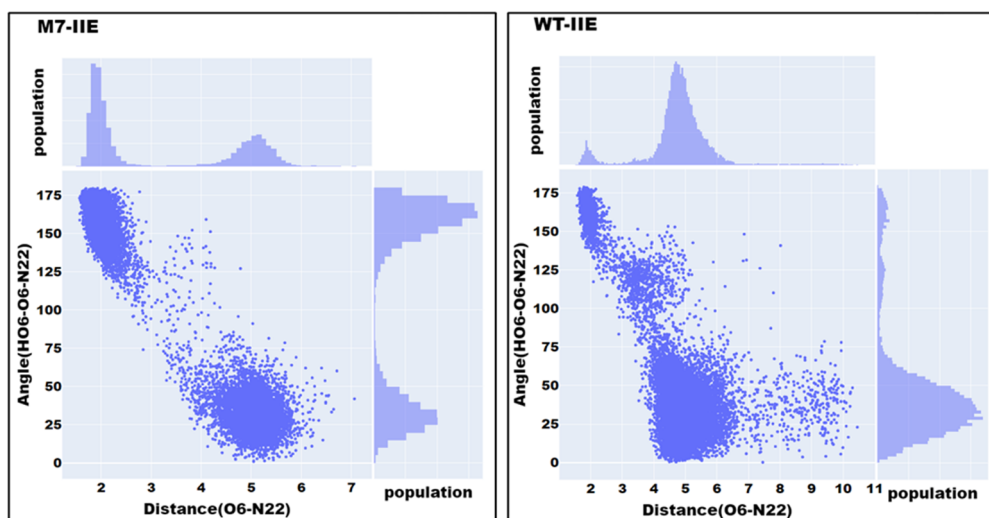 M7-IIE
population
175
150
125
100
75
50
25
0
Angle(HO6-O6-N22)
2 3 4 5 6 7
Distance(O6-N22)
population
WT-IIE
population
175
150
125
100
75
50
25
0
Angle(HO6-O6-N22)
2 3 4 5 6 7 8 9 10 11
Distance(O6-N22)
population